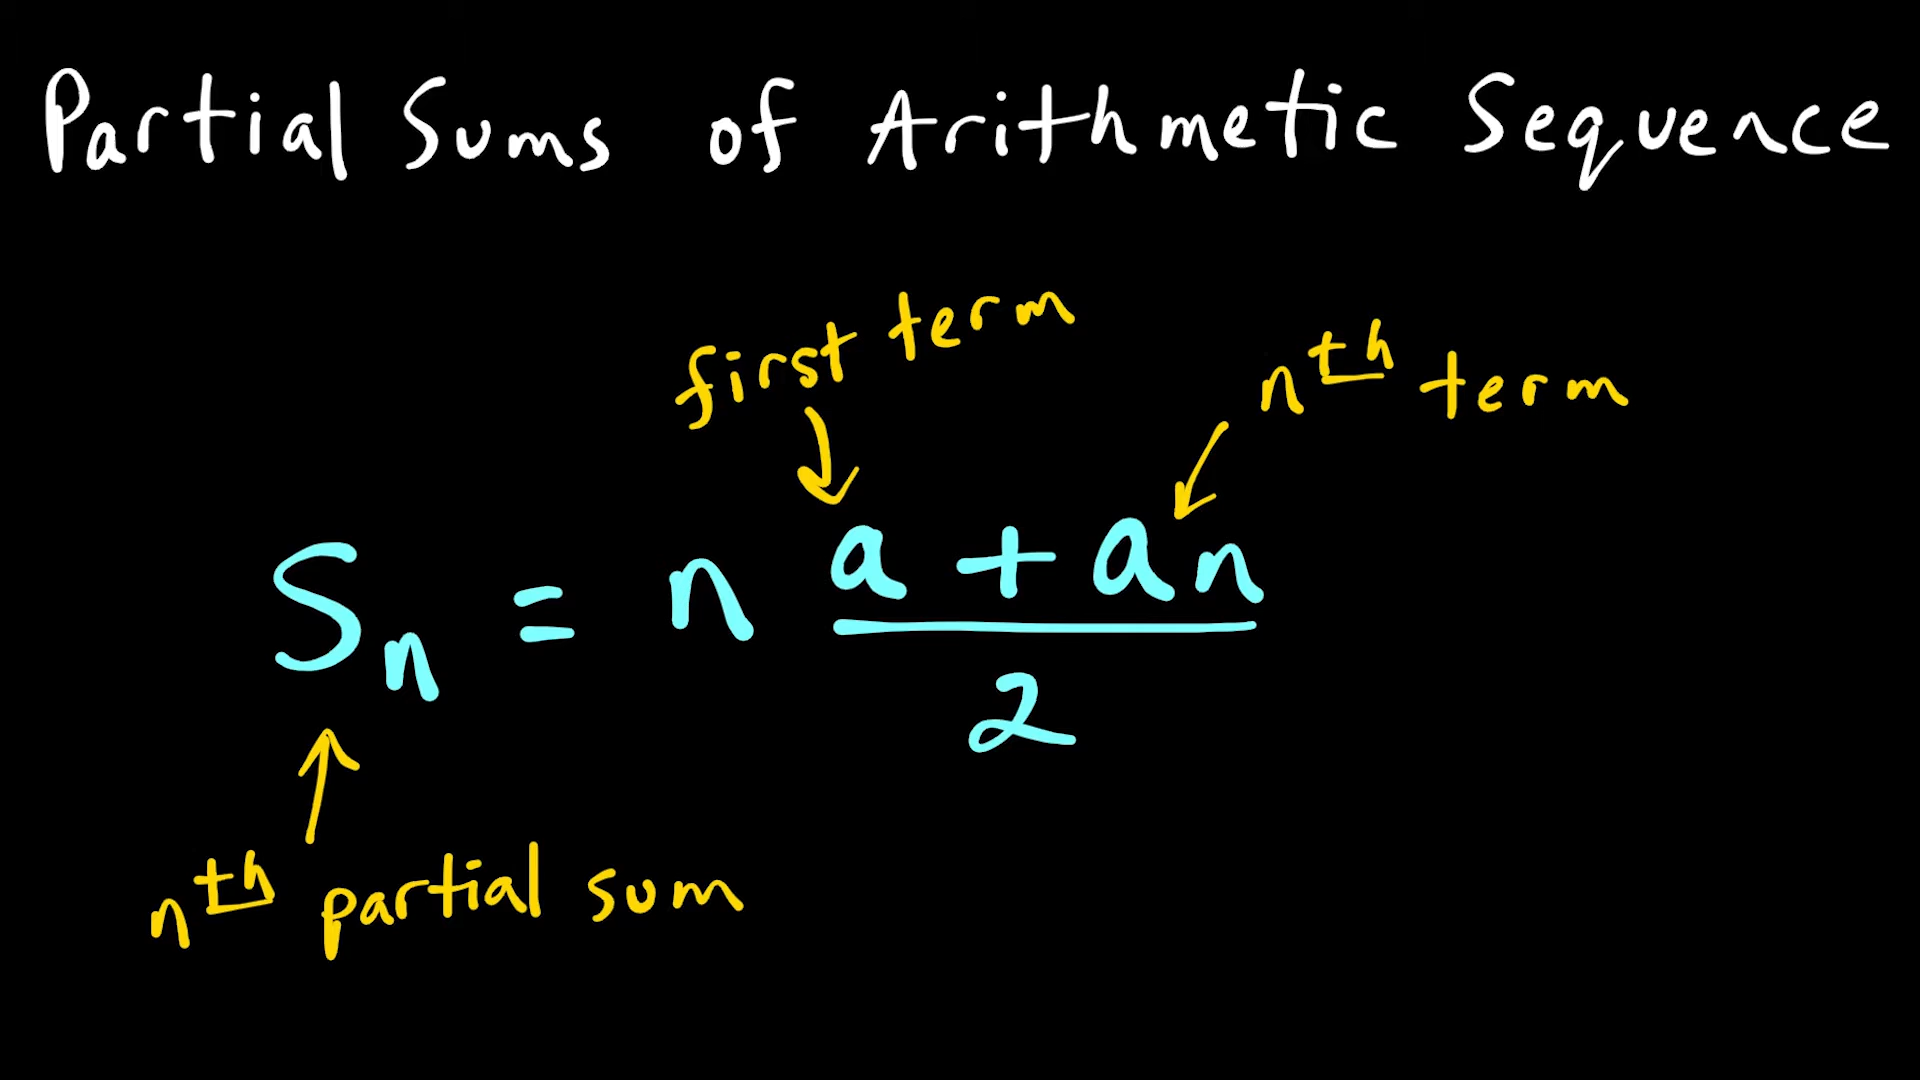 Partial Sums of Arithmetic Sequence
first term
nth term
Sn = n a + an
2
nth partial sum